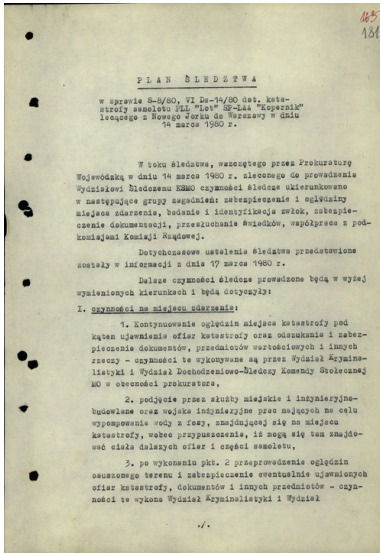 165
181
PLAN ŚLEDZTWA
w sprawie S-8/80, VI Ds-14/80 dot. kata-
strofy samolotu PLL "Lot" SP-LAA "Kopernik"
lecącego z Nowego Jorku do Warszawy w dniu
14 marca 1980 r.
W toku śledztwa, wszczętego przez Prokuraturę
Wojewódzką w dniu 14 marca 1980 r. zleconego do prowadzenia
Wydziałowi Śledczemu KSMO czynności śledcze ukierunkowano
w następujące grupy zagadnień: zabezpieczenie i oględziny
miejsca zdarzenia, badanie i identyfikacja zwłok, zabezpie-
czenie dokumentacji, przesłuchanie świadków, współpraca z pod-
komisjami Komisji Rządowej.
Dotychczasowe ustalenia śledztwa przedstawione
zostały w informacji z dnia 17 marca 1980 r.
Dalsze czynności śledcze prowadzone będą w wyżej
wymienionych kierunkach i będą dotyczyły:
I. czynności na miejscu zdarzenia:
1. Kontynuowanie oględzin miejsca katastrofy pod
kątem ujawnienia ofiar katastrofy oraz odszukania i zabez-
pieczenia dokumentów, przedmiotów wartościowych i innych
rzeczy - czynności te wykonywane są przez Wydział Krymina-
listyki i Wydział Dochodzeniowo-Śledczy Komendy Stołecznej
MO w obecności prokuratora,
2. podjęcie przez służby miejskie i inżynieryjno-
budowlane oraz wojska inżynieryjne prac mających na celu
wypompowanie wody z fosy, znajdującej się na miejscu
katastrofy, wobec przypuszczenia, iż mogą się tam znajdo-
wać ciała dalszych ofiar i części samolotu,
3. po wykonaniu pkt. 2 przeprowadzenie oględzin
osuszonego terenu i zabezpieczenie ewentualnie ujawnionych
ofiar katastrofy, dokumentów i innych przedmiotów - czyn-
ności te wykona Wydział Kryminalistyki i Wydział
./.